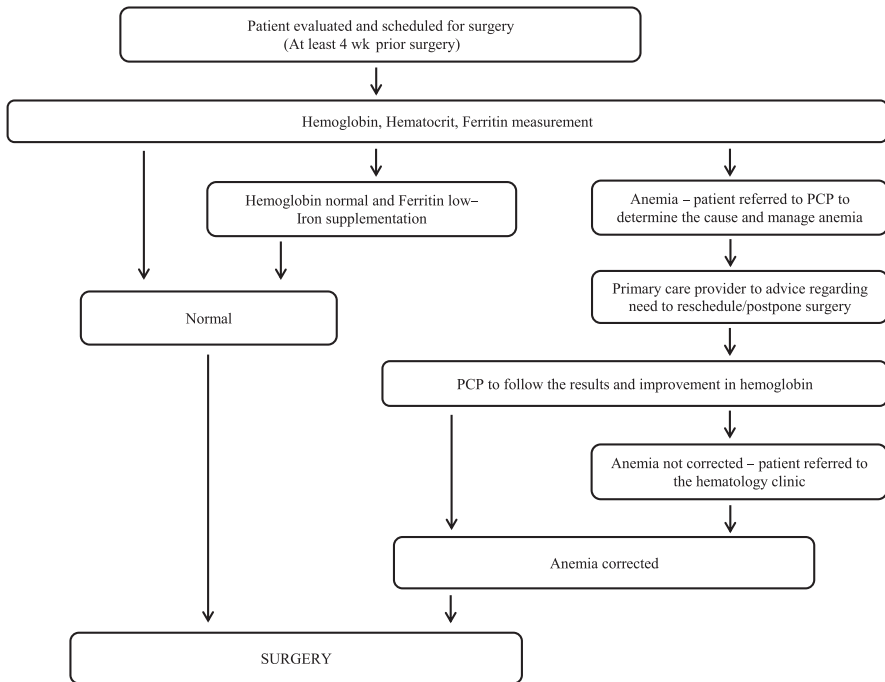 Patient evaluated and scheduled for surgery
(At least 4 wk prior surgery)
Hemoglobin, Hematocrit, Ferritin measurement
Hemoglobin normal and Ferritin low–
Iron supplementation
Anemia – patient referred to PCP to
determine the cause and manage anemia
Primary care provider to advice regarding
need to reschedule/postpone surgery
Normal
PCP to follow the results and improvement in hemoglobin
Anemia not corrected – patient referred to
the hematology clinic
Anemia corrected
SURGERY